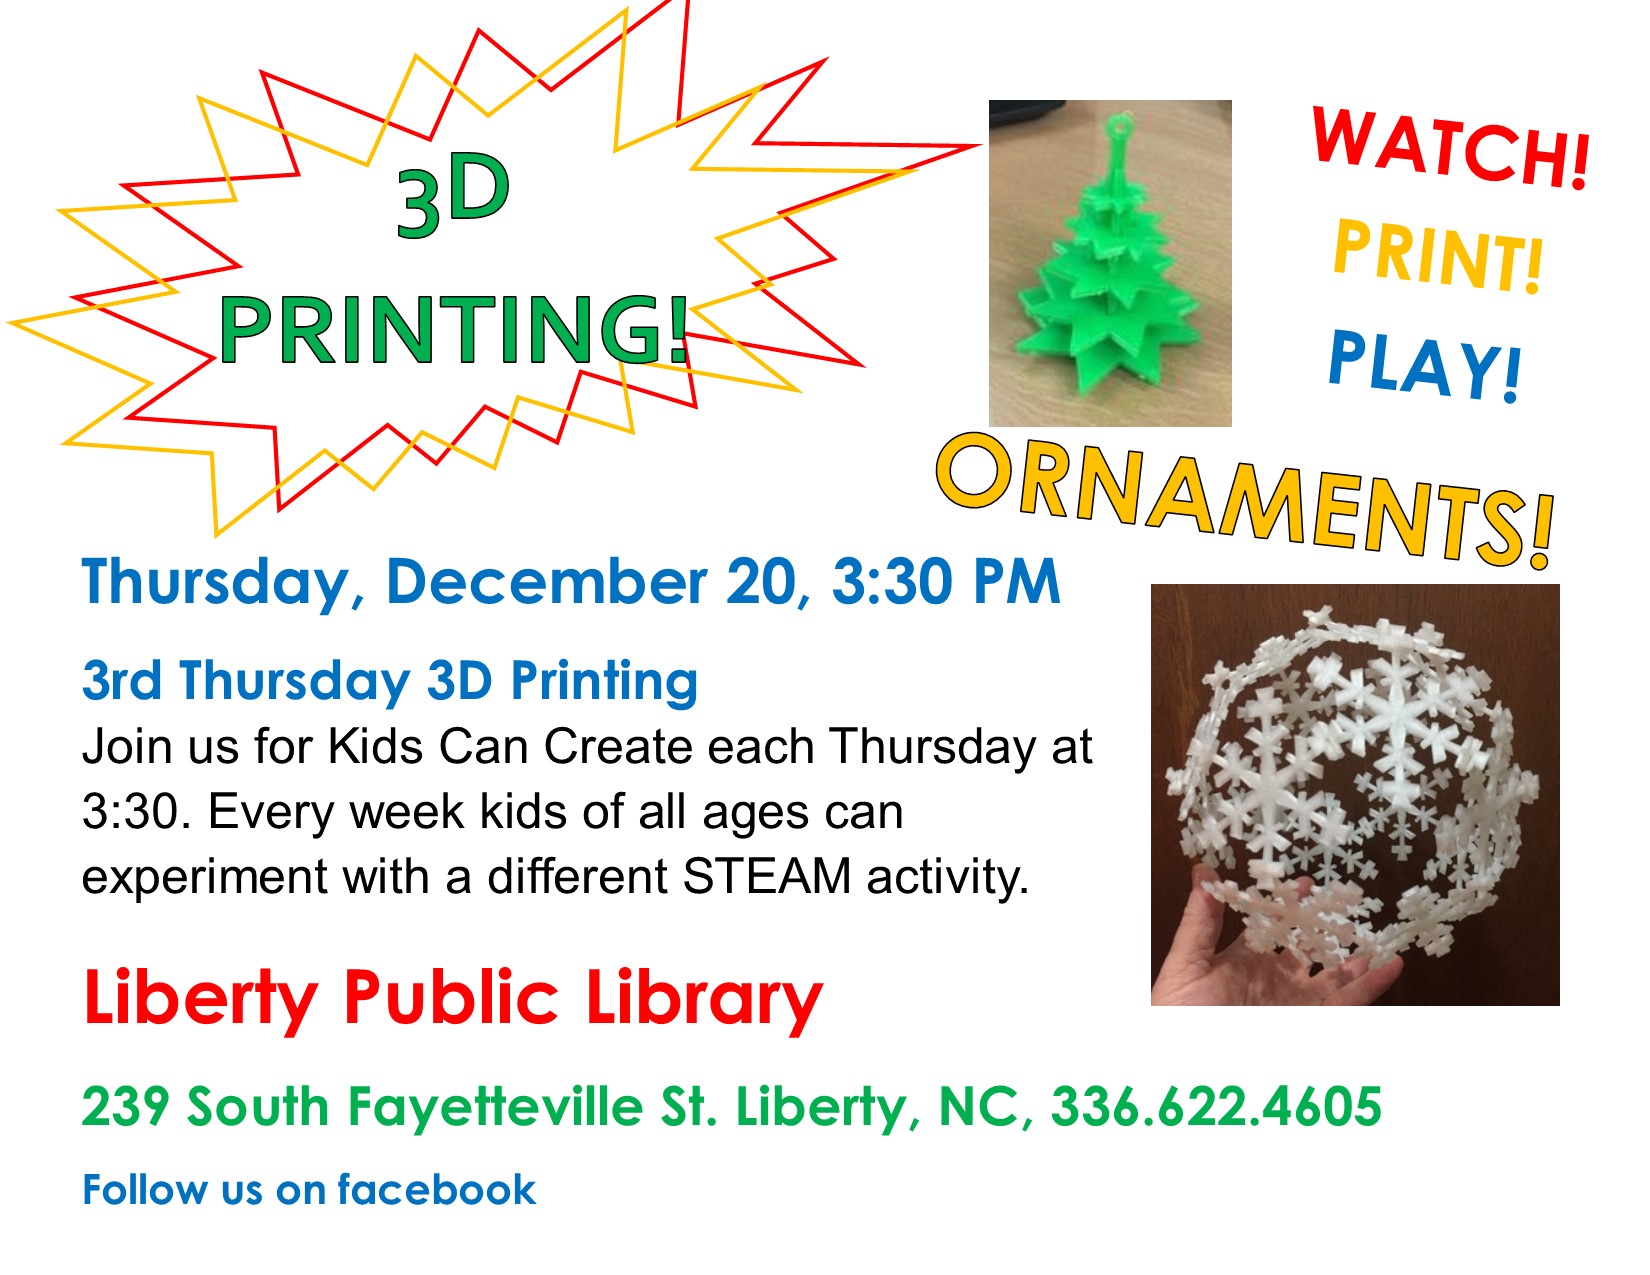 3D
PRINTING!
WATCH!
PRINT!
PLAY!
ORNAMENTS!
Thursday, December 20, 3:30 PM
3rd Thursday 3D Printing
Join us for Kids Can Create each Thursday at
3:30. Every week kids of all ages can
experiment with a different STEAM activity.
Liberty Public Library
239 South Fayetteville St. Liberty, NC, 336.622.4605
Follow us on facebook